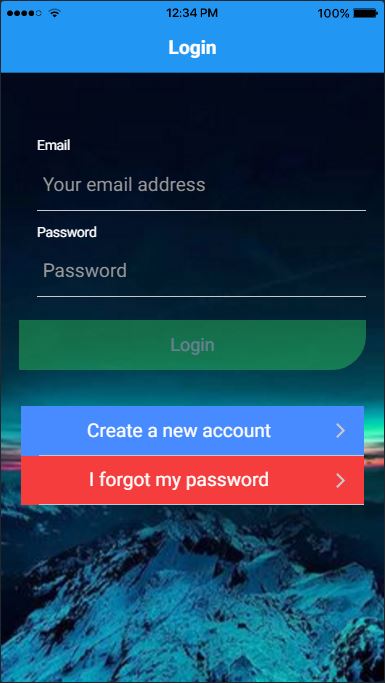 12:34 PM 100%
Login
Email
Your email address
Password
Password
Login
Create a new account
I forgot my password